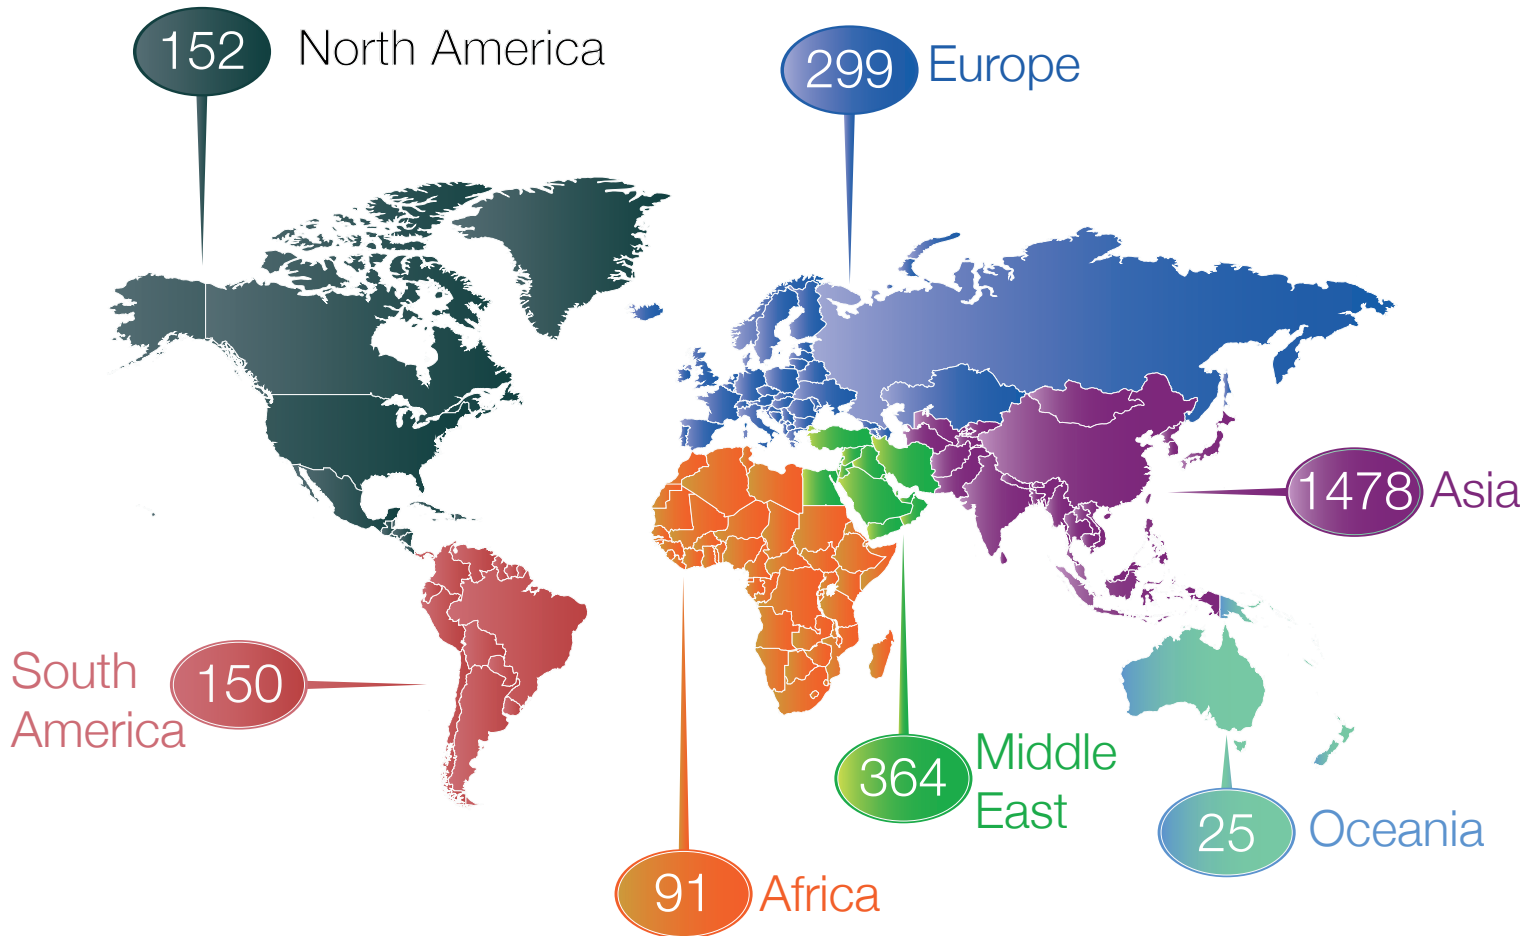 152
North America
299
Europe
1478
Asia
South
America
150
364
Middle
East
25
Oceania
91
Africa